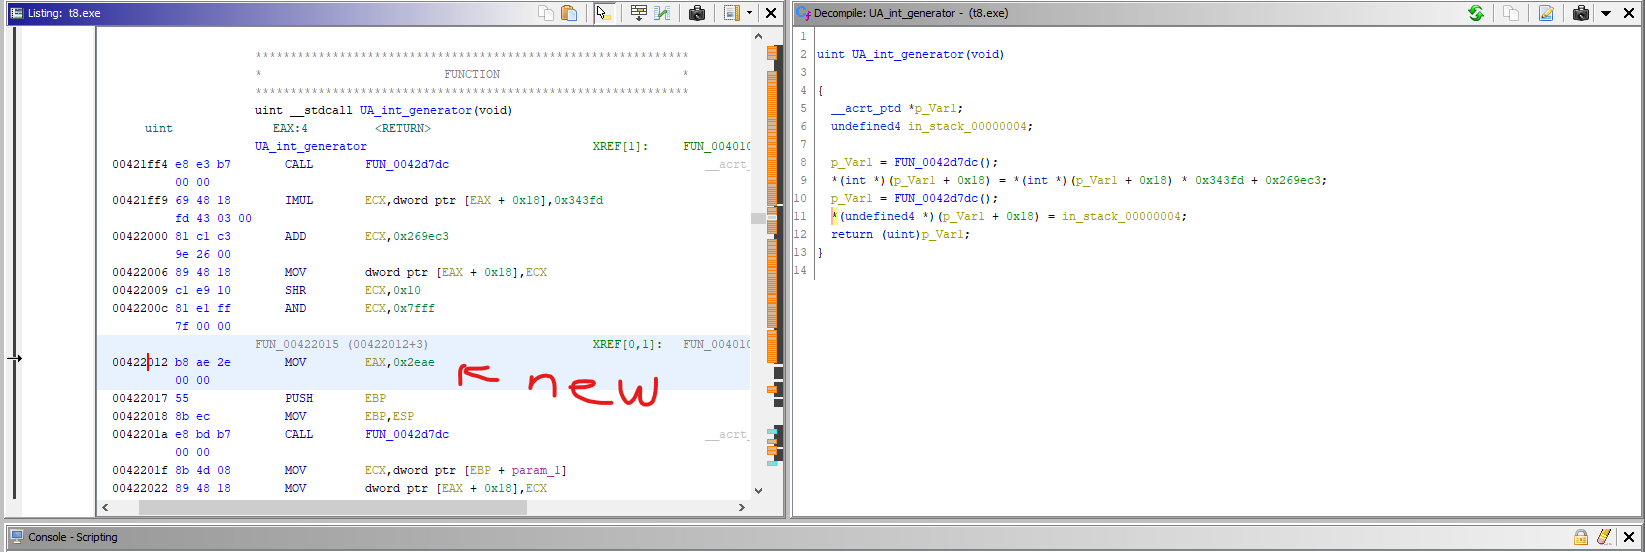 Listing: t8.exe
*************************************************************
* FUNCTION *
*************************************************************
uint __stdcall UA_int_generator(void)
uint EAX:4 <RETURN>
UA_int_generator XREF[1]: FUN_004010
00421ff4 e8 e3 b7 CALL FUN_0042d7dc __acrt_
00 00
00421ff9 69 48 18 IMUL ECX,dword ptr [EAX + 0x18],0x343fd
fd 43 03 00
00422000 81 c1 c3 ADD ECX,0x269ec3
9e 26 00
00422006 89 48 18 MOV dword ptr [EAX + 0x18],ECX
00422009 c1 e9 10 SHR ECX,0x10
0042200c 81 e1 ff AND ECX,0x7fff
7f 00 00
FUN_00422015 (00422012+3) XREF[0,1]: FUN_004010
00422012 b8 ae 2e MOV EAX,0x2eae
00 00
new
00422017 55 PUSH EBP
00422018 8b ec MOV EBP,ESP
0042201a e8 bd b7 CALL FUN_0042d7dc __acrt_
00 00
0042201f 8b 4d 08 MOV ECX,dword ptr [EBP + param_1]
00422022 89 48 18 MOV dword ptr [EAX + 0x18],ECX
Decompile: UA_int_generator - (t8.exe)
1
2 uint UA_int_generator(void)
3
4 {
5 __acrt_ptd *p_Var1;
6 undefined4 in_stack_00000004;
7
8 p_Var1 = FUN_0042d7dc();
9 *(int *)(p_Var1 + 0x18) = *(int *)(p_Var1 + 0x18) * 0x343fd + 0x269ec3;
10 p_Var1 = FUN_0042d7dc();
11 *(undefined4 *)(p_Var1 + 0x18) = in_stack_00000004;
12 return (uint)p_Var1;
13 }
14
Console - Scripting